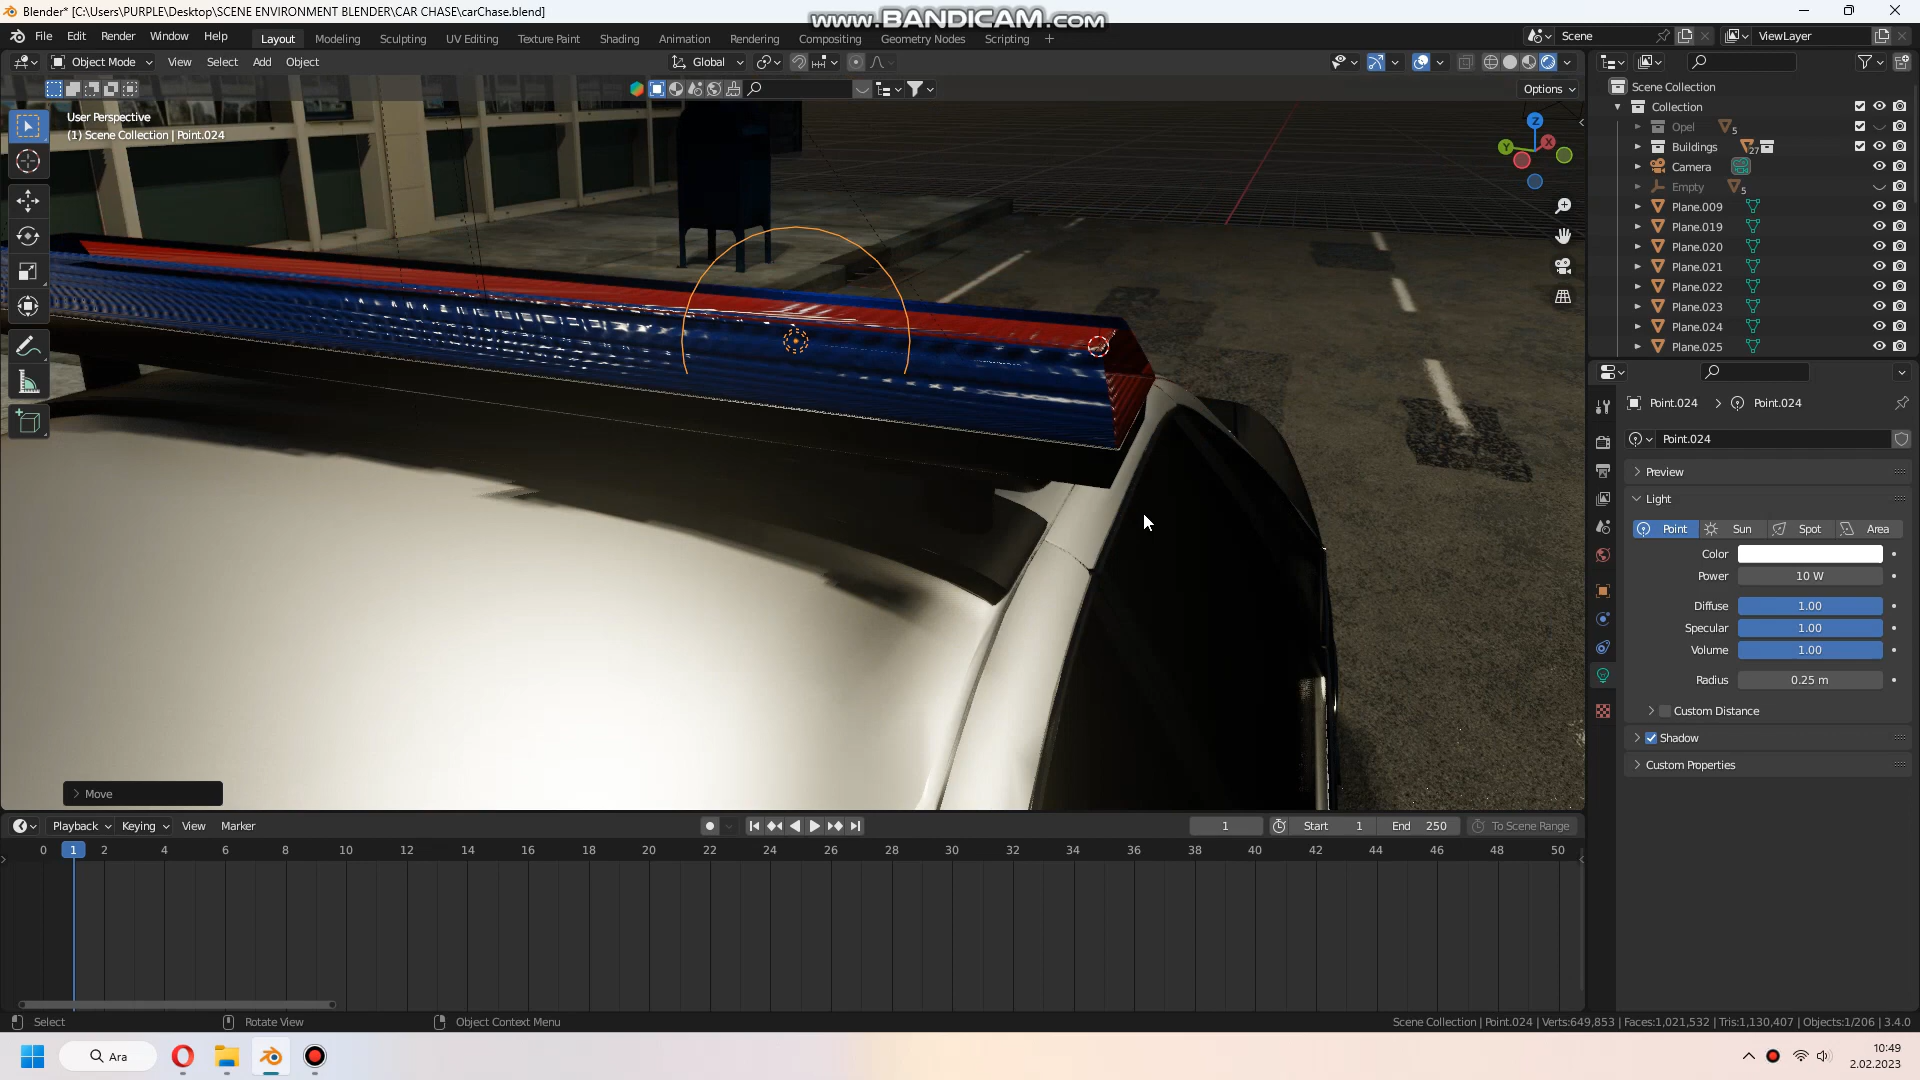 Blender* [C:\Users\PURPLE\Desktop\SCENE ENVIRONMENT BLENDER\CAR CHASE\carChase.blend]
www.BANDICAM.com
File Edit Render Window Help
Layout Modeling Sculpting UV Editing Texture Paint Shading Animation Rendering Compositing Geometry Nodes Scripting +
Scene
ViewLayer
Object Mode View Select Add Object
Global
Options
User Perspective
(1) Scene Collection | Point.024
Z
Y
X
Scene Collection
Collection
Opel 5
Buildings 27
Camera
Empty 5
Plane.009
Plane.019
Plane.020
Plane.021
Plane.022
Plane.023
Plane.024
Plane.025
Point.024 > Point.024
Point.024
Preview
Light
Point Sun Spot Area
Color
Power 10 W
Diffuse 1.00
Specular 1.00
Volume 1.00
Radius 0.25 m
Custom Distance
Shadow
Custom Properties
Move
Playback Keying View Marker
1
Start 1
End 250
To Scene Range
0 1 2 4 6 8 10 12 14 16 18 20 22 24 26 28 30 32 34 36 38 40 42 44 46 48 50
Select
Rotate View
Object Context Menu
Scene Collection | Point.024 | Verts:649,853 | Faces:1,021,532 | Tris:1,130,407 | Objects:1/206 | 3.4.0
Ara
10:49
2.02.2023